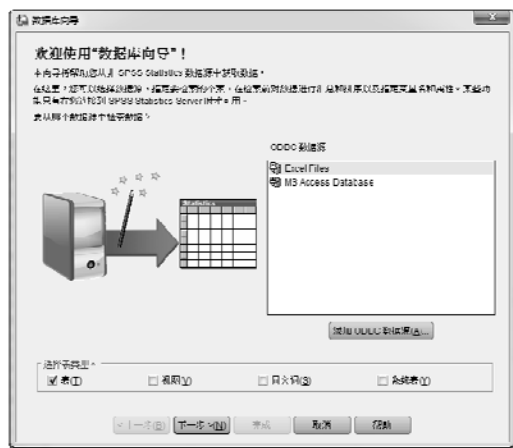 数据库向导
欢迎使用“数据库向导”！
本向导将帮助您从非 SPSS Statistics 数据源中获取数据。
在这里，您可以选择数据源，指定要检索的个案，在检索前对数据进行汇总和排序以及指定变量名和属性。某些功
能只有在您连接到 SPSS Statistics Server 时才可用。
要从哪个数据源中检索数据？
ODBC 数据源
Excel Files
MS Access Database
Statistics
添加 ODBC 数据源(A)...
选择表类型。
表(T)
视图(V)
同义词(S)
系统表(Y)
<上一步(B)
下一步 >(N)
完成
取消
帮助